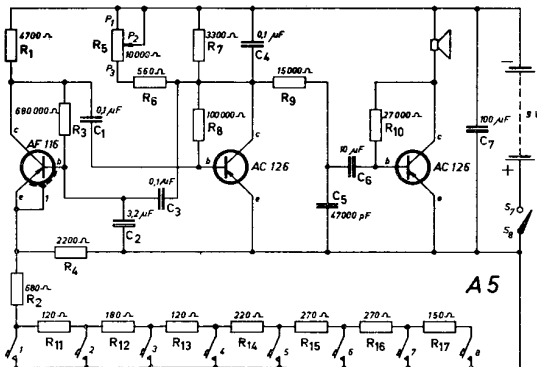 4700Ω
R1
P1
P2
R5
10000Ω
P3
560Ω
R6
3300Ω
R7
0,1µF
C4
15000Ω
R9
680000Ω
R3
0,1µF
C1
100000Ω
R8
27000Ω
R10
100µF
C7
−
9V
+
AF 116
c
b
e
f
AC 126
c
b
e
10µF
C6
AC 126
c
b
e
0,1µF
C3
3,2µF
C2
C5
47000 pF
S7
S8
2200Ω
R4
680Ω
R2
A5
120Ω
R11
180Ω
R12
120Ω
R13
220Ω
R14
270Ω
R15
270Ω
R16
150Ω
R17
1
2
3
4
5
6
7
8